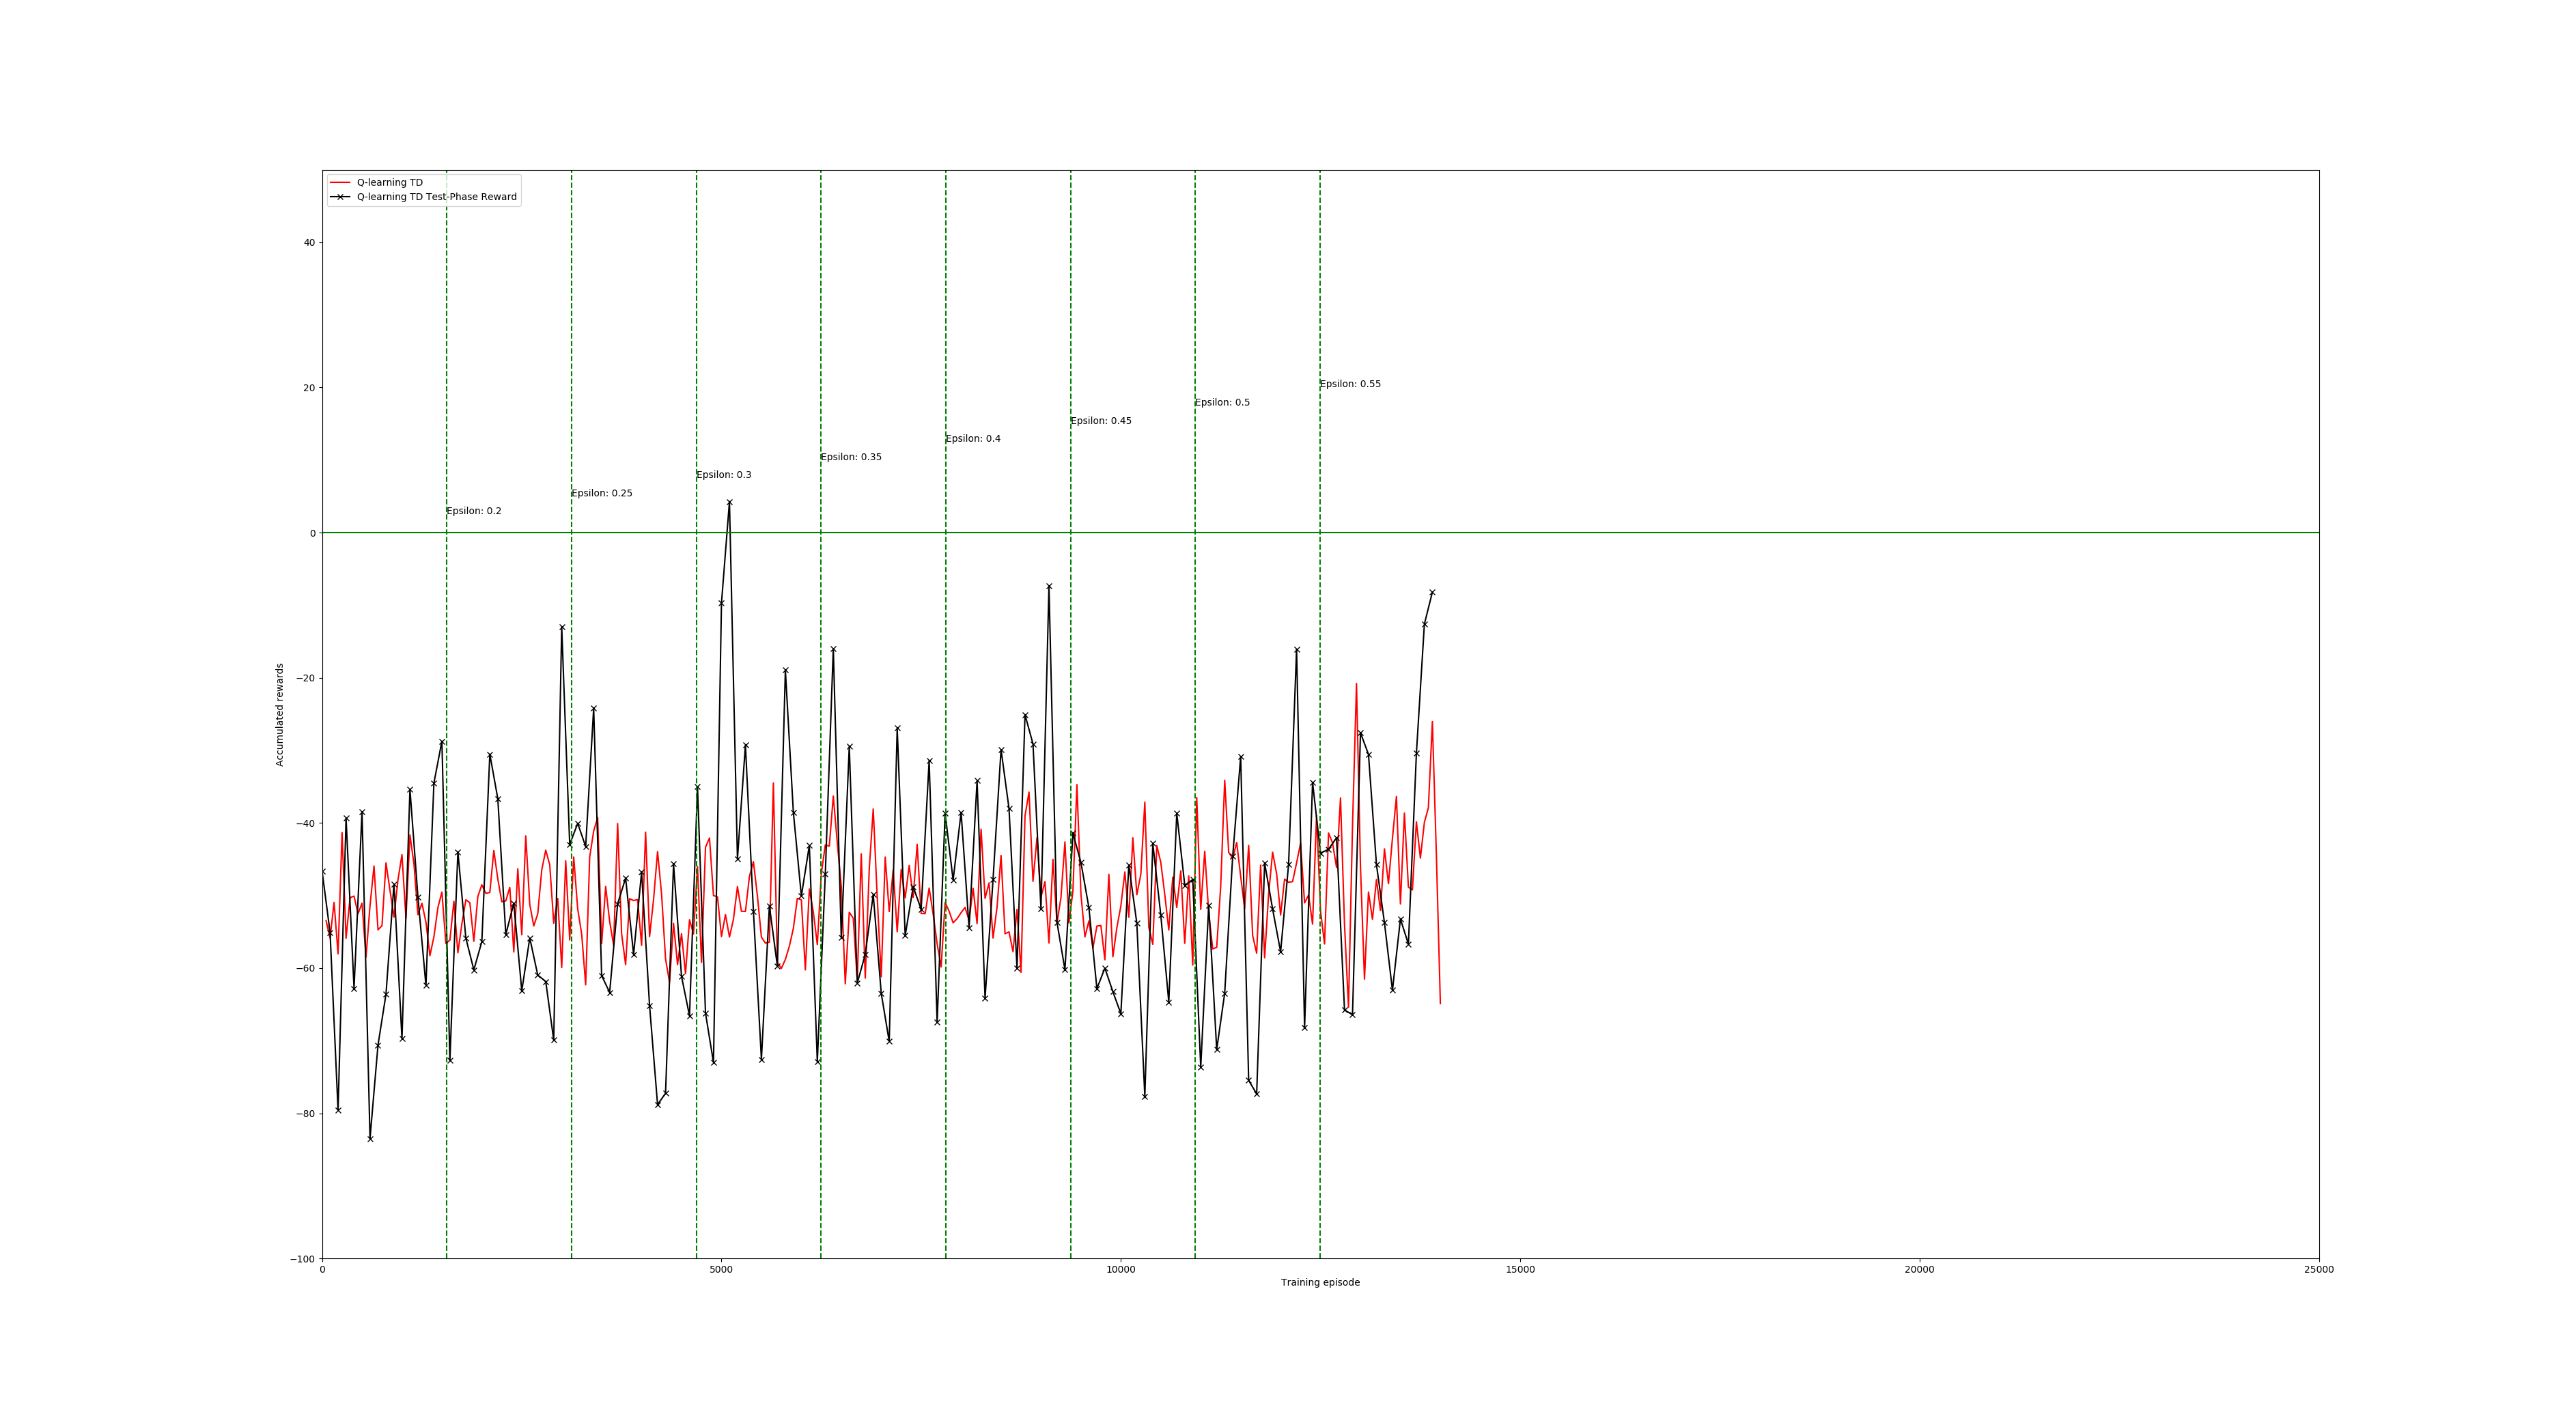 Q-learning TD
Q-learning TD Test-Phase Reward
40
20
0
−20
−40
−60
−80
−100
Accumulated rewards
Epsilon: 0.2
Epsilon: 0.25
Epsilon: 0.3
Epsilon: 0.35
Epsilon: 0.4
Epsilon: 0.45
Epsilon: 0.5
Epsilon: 0.55
0
5000
10000
15000
20000
25000
Training episode